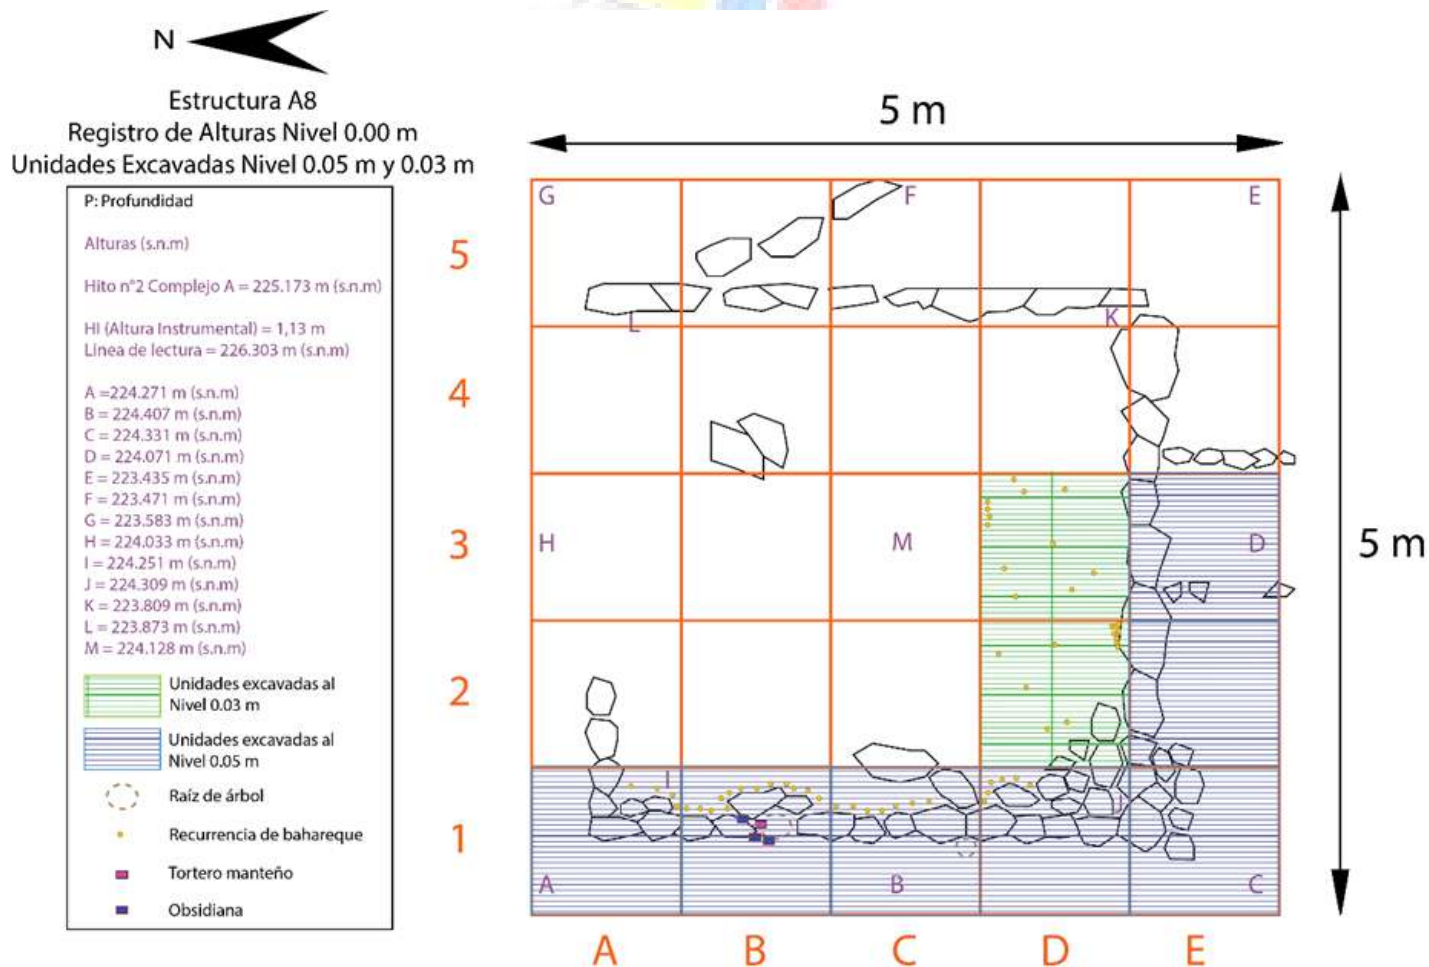 N
Estructura A8
Registro de Alturas Nivel 0.00 m
Unidades Excavadas Nivel 0.05 m y 0.03 m
P: Profundidad
Alturas (s.n.m)
Hito n°2 Complejo A = 225.173 m (s.n.m)
HI (Altura Instrumental) = 1,13 m
Línea de lectura = 226.303 m (s.n.m)
A =224.271 m (s.n.m)
B = 224.407 m (s.n.m)
C = 224.331 m (s.n.m)
D = 224.071 m (s.n.m)
E = 223.435 m (s.n.m)
F = 223.471 m (s.n.m)
G = 223.583 m (s.n.m)
H = 224.033 m (s.n.m)
I = 224.251 m (s.n.m)
J = 224.309 m (s.n.m)
K = 223.809 m (s.n.m)
L = 223.873 m (s.n.m)
M = 224.128 m (s.n.m)
Unidades excavadas al
Nivel 0.03 m
Unidades excavadas al
Nivel 0.05 m
Raíz de árbol
Recurrencia de bahareque
Tortero manteño
Obsidiana
5 m
5 m
G F E
5
L K
4
3
H M D
2
I J
1
A B C
A B C D E